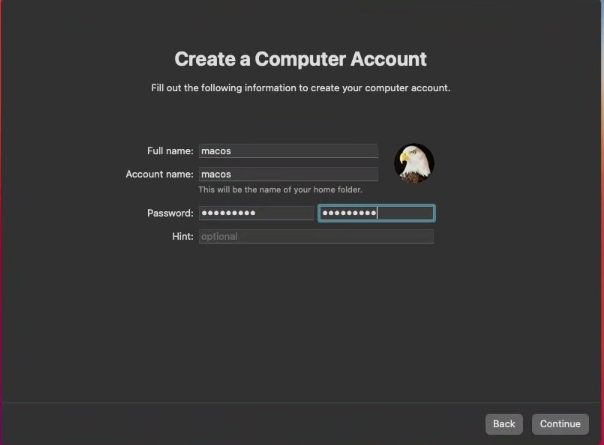 Create a Computer Account
Fill out the following information to create your computer account.
Full name: macos
Account name: macos
This will be the name of your home folder.
Password: ●●●●●●●●● ●●●●●●●●●
Hint: optional
Back Continue